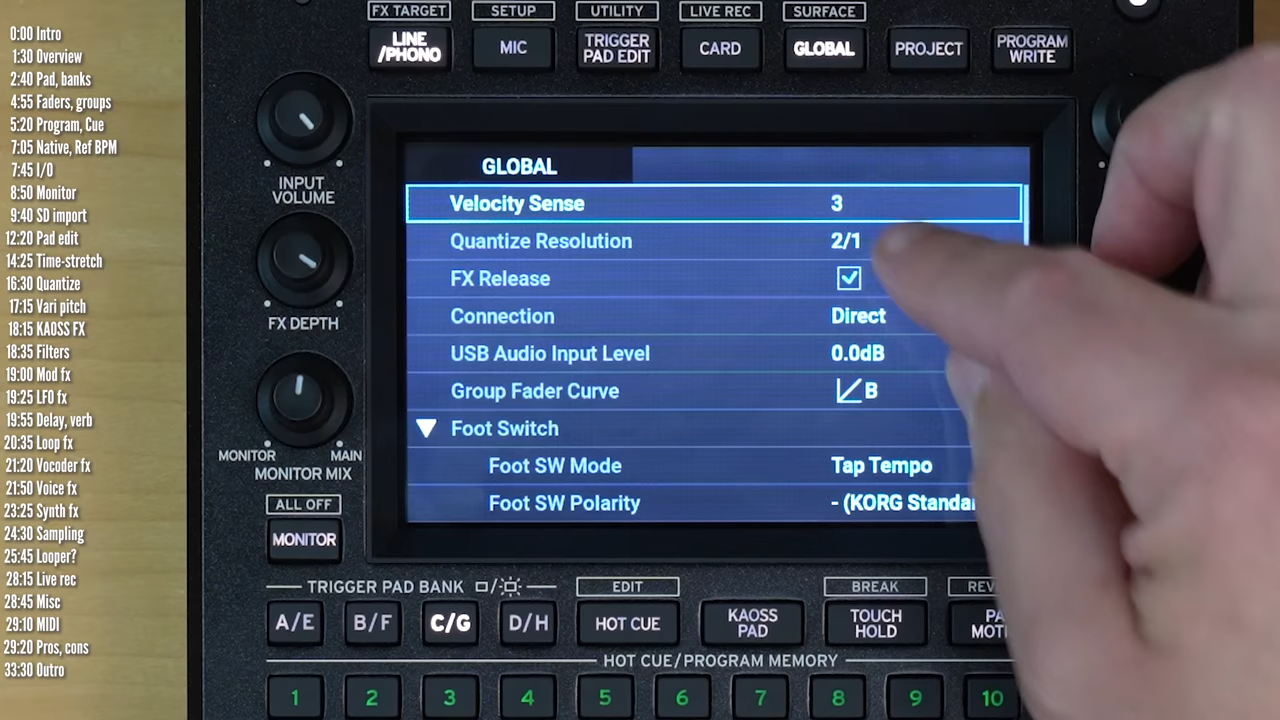 0:00 Intro
1:30 Overview
2:40 Pad, banks
4:55 Faders, groups
5:20 Program, Cue
7:05 Native, Ref BPM
7:45 I/O
8:50 Monitor
9:40 SD import
12:20 Pad edit
14:25 Time-stretch
16:30 Quantize
17:15 Vari pitch
18:15 KAOSS FX
18:35 Filters
19:00 Mod fx
19:25 LFO fx
19:55 Delay, verb
20:35 Loop fx
21:20 Vocoder fx
21:50 Voice fx
23:25 Synth fx
24:30 Sampling
25:45 Looper?
28:15 Live rec
28:45 Misc
29:10 MIDI
29:20 Pros, cons
33:30 Outro
FX TARGET SETUP UTILITY LIVE REC SURFACE
LINE /PHONO MIC TRIGGER PAD EDIT CARD GLOBAL PROJECT PROGRAM WRITE
INPUT VOLUME
FX DEPTH
MONITOR MAIN
MONITOR MIX
ALL OFF
MONITOR
GLOBAL
Velocity Sense 3
Quantize Resolution 2/1
FX Release
Connection Direct
USB Audio Input Level 0.0dB
Group Fader Curve B
Foot Switch
Foot SW Mode Tap Tempo
Foot SW Polarity - (KORG Standar
TRIGGER PAD BANK EDIT BREAK REV
A/E B/F C/G D/H HOT CUE KAOSS PAD TOUCH HOLD PA MOTI
HOT CUE/PROGRAM MEMORY
1 2 3 4 5 6 7 8 9 10